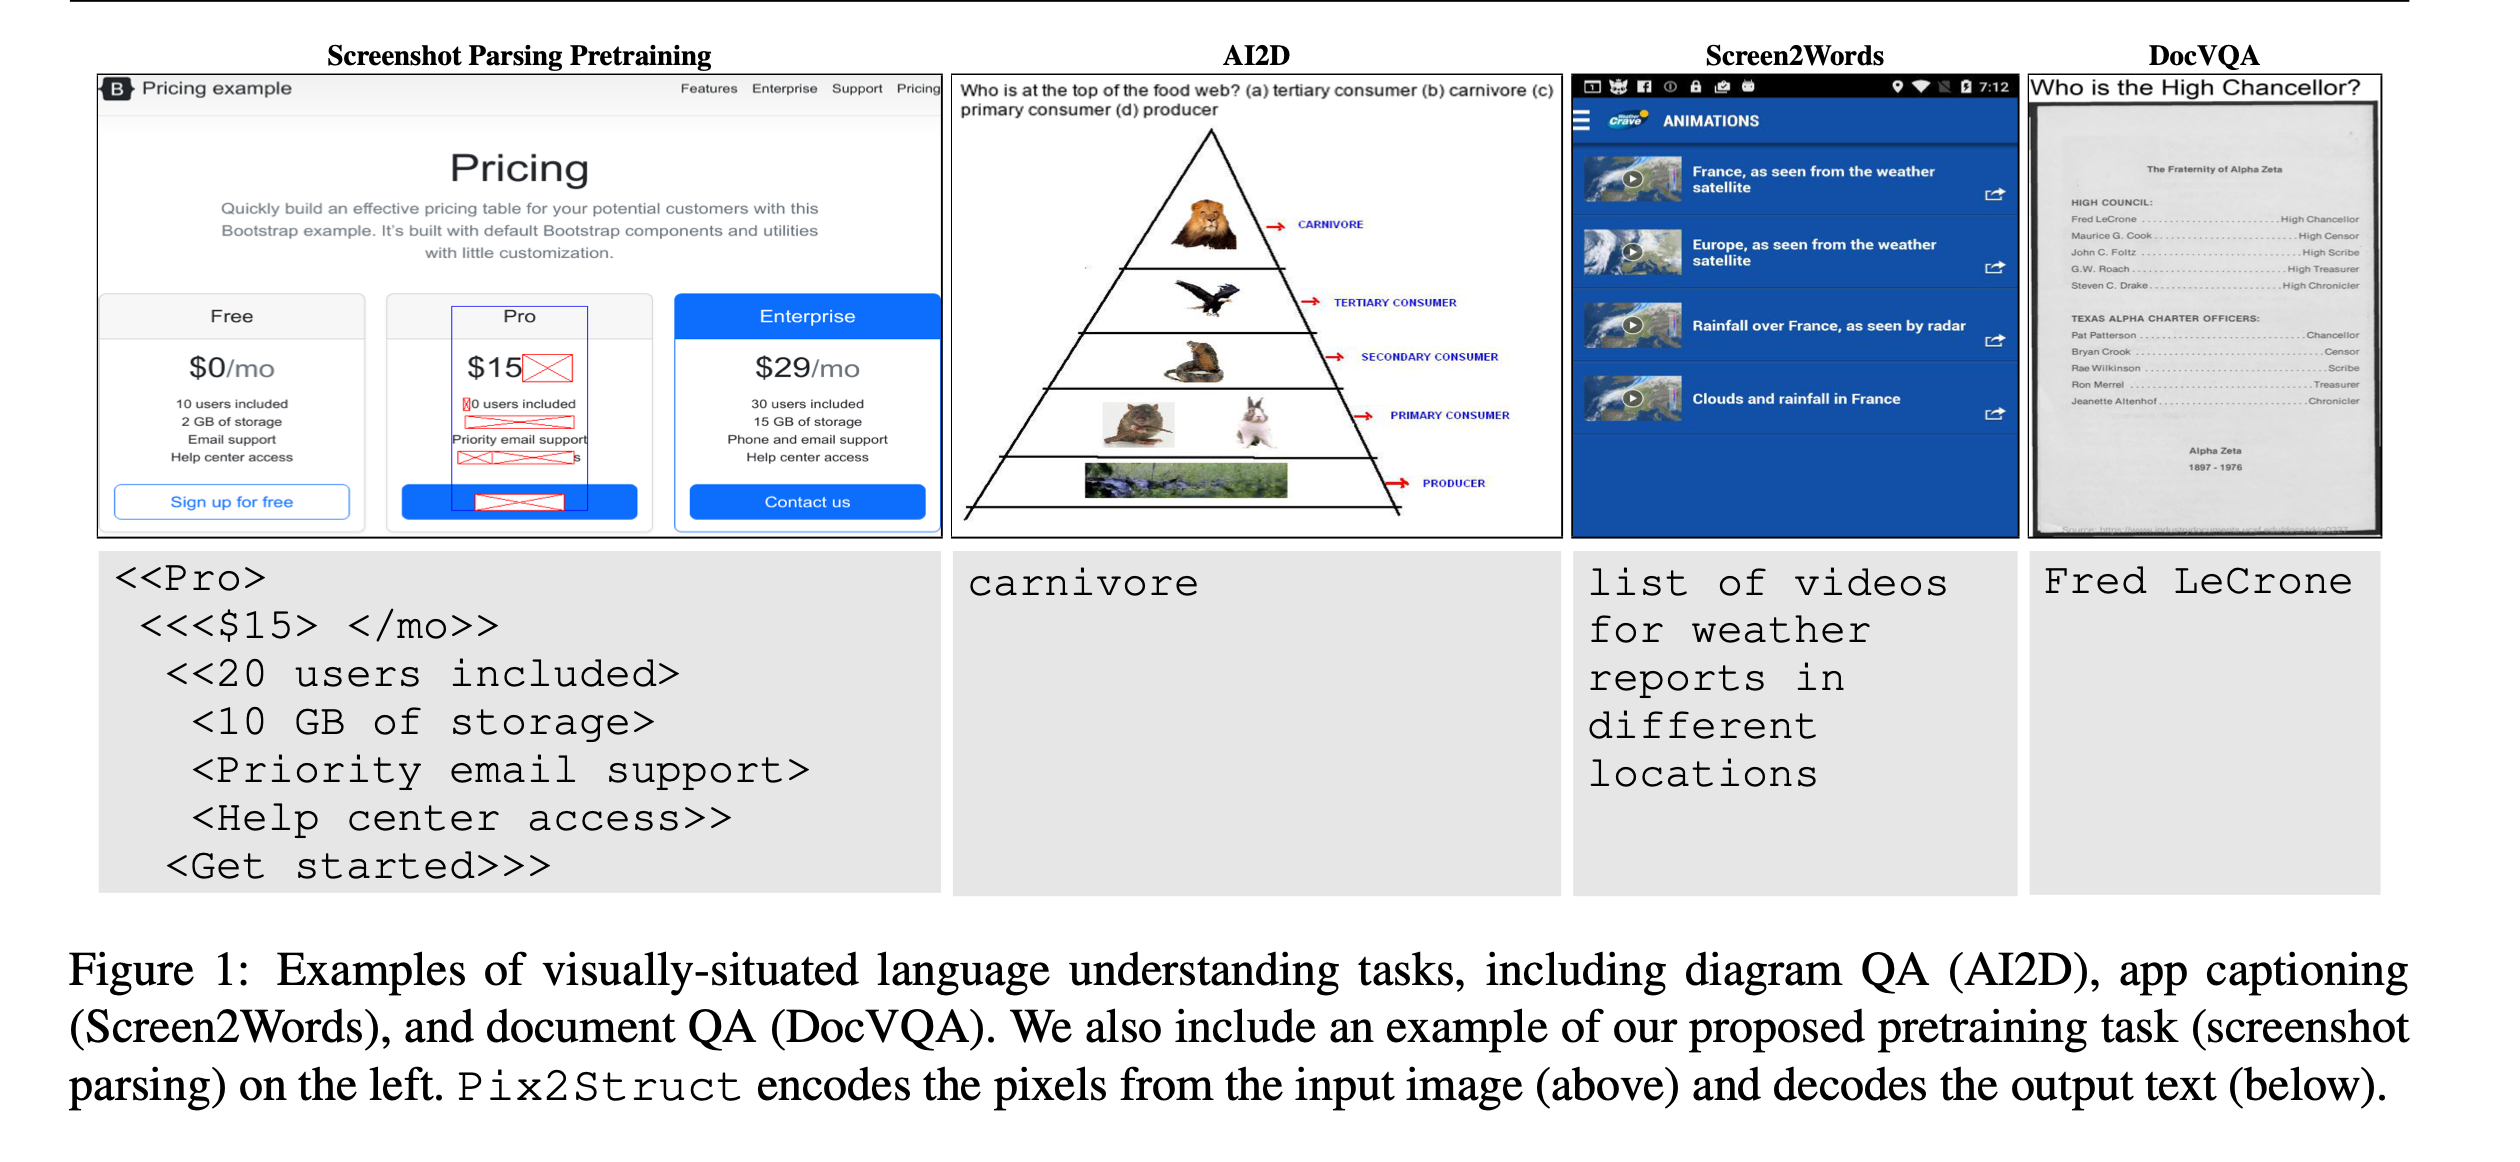 Screenshot Parsing Pretraining
B Pricing example
Features Enterprise Support Pricing
Pricing
Quickly build an effective pricing table for your potential customers with this
Bootstrap example. It's built with default Bootstrap components and utilities
with little customization.
Free
$0/mo
10 users included
2 GB of storage
Email support
Help center access
Sign up for free
Pro
$15
0 users included
Priority email support
s
Enterprise
$29/mo
30 users included
15 GB of storage
Phone and email support
Help center access
Contact us
<<Pro>
<<<$15> </mo>>
<<20 users included>
<10 GB of storage>
<Priority email support>
<Help center access>>
<Get started>>>
AI2D
Who is at the top of the food web? (a) tertiary consumer (b) carnivore (c)
primary consumer (d) producer
CARNIVORE
TERTIARY CONSUMER
SECONDARY CONSUMER
PRIMARY CONSUMER
PRODUCER
carnivore
Screen2Words
7:12
Weather
Crave
ANIMATIONS
France, as seen from the weather
satellite
Europe, as seen from the weather
satellite
Rainfall over France, as seen by radar
Clouds and rainfall in France
list of videos
for weather
reports in
different
locations
DocVQA
Who is the High Chancellor?
The Fraternity of Alpha Zeta
HIGH COUNCIL:
Fred LeCrone ........................ High Chancellor
Maurice G. Cook ........................ High Censor
John C. Foltz ........................ High Scribe
G.W. Roach ........................ High Treasurer
Steven C. Drake ........................ High Chronicler
TEXAS ALPHA CHARTER OFFICERS:
Pat Patterson ........................ Chancellor
Bryan Crook ........................ Censor
Rae Wilkinson ........................ Scribe
Ron Merrel ........................ Treasurer
Jeanette Altenhof ........................ Chronicler
Alpha Zeta
1897 - 1976
Fred LeCrone
Figure 1: Examples of visually-situated language understanding tasks, including diagram QA (AI2D), app captioning
(Screen2Words), and document QA (DocVQA). We also include an example of our proposed pretraining task (screenshot
parsing) on the left. Pix2Struct encodes the pixels from the input image (above) and decodes the output text (below).